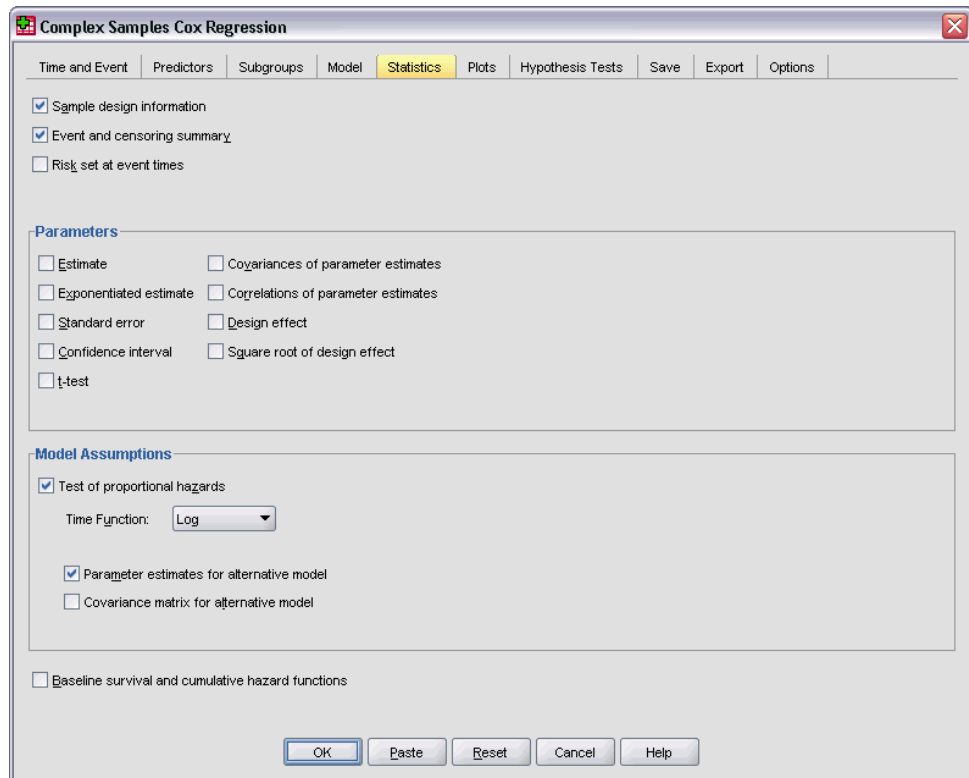 Complex Samples Cox Regression
Time and Event Predictors Subgroups Model Statistics Plots Hypothesis Tests Save Export Options
Sample design information
Event and censoring summary
Risk set at event times
Parameters
Estimate Covariances of parameter estimates
Exponentiated estimate Correlations of parameter estimates
Standard error Design effect
Confidence interval Square root of design effect
t-test
Model Assumptions
Test of proportional hazards
Time Function: Log
Parameter estimates for alternative model
Covariance matrix for alternative model
Baseline survival and cumulative hazard functions
OK Paste Reset Cancel Help